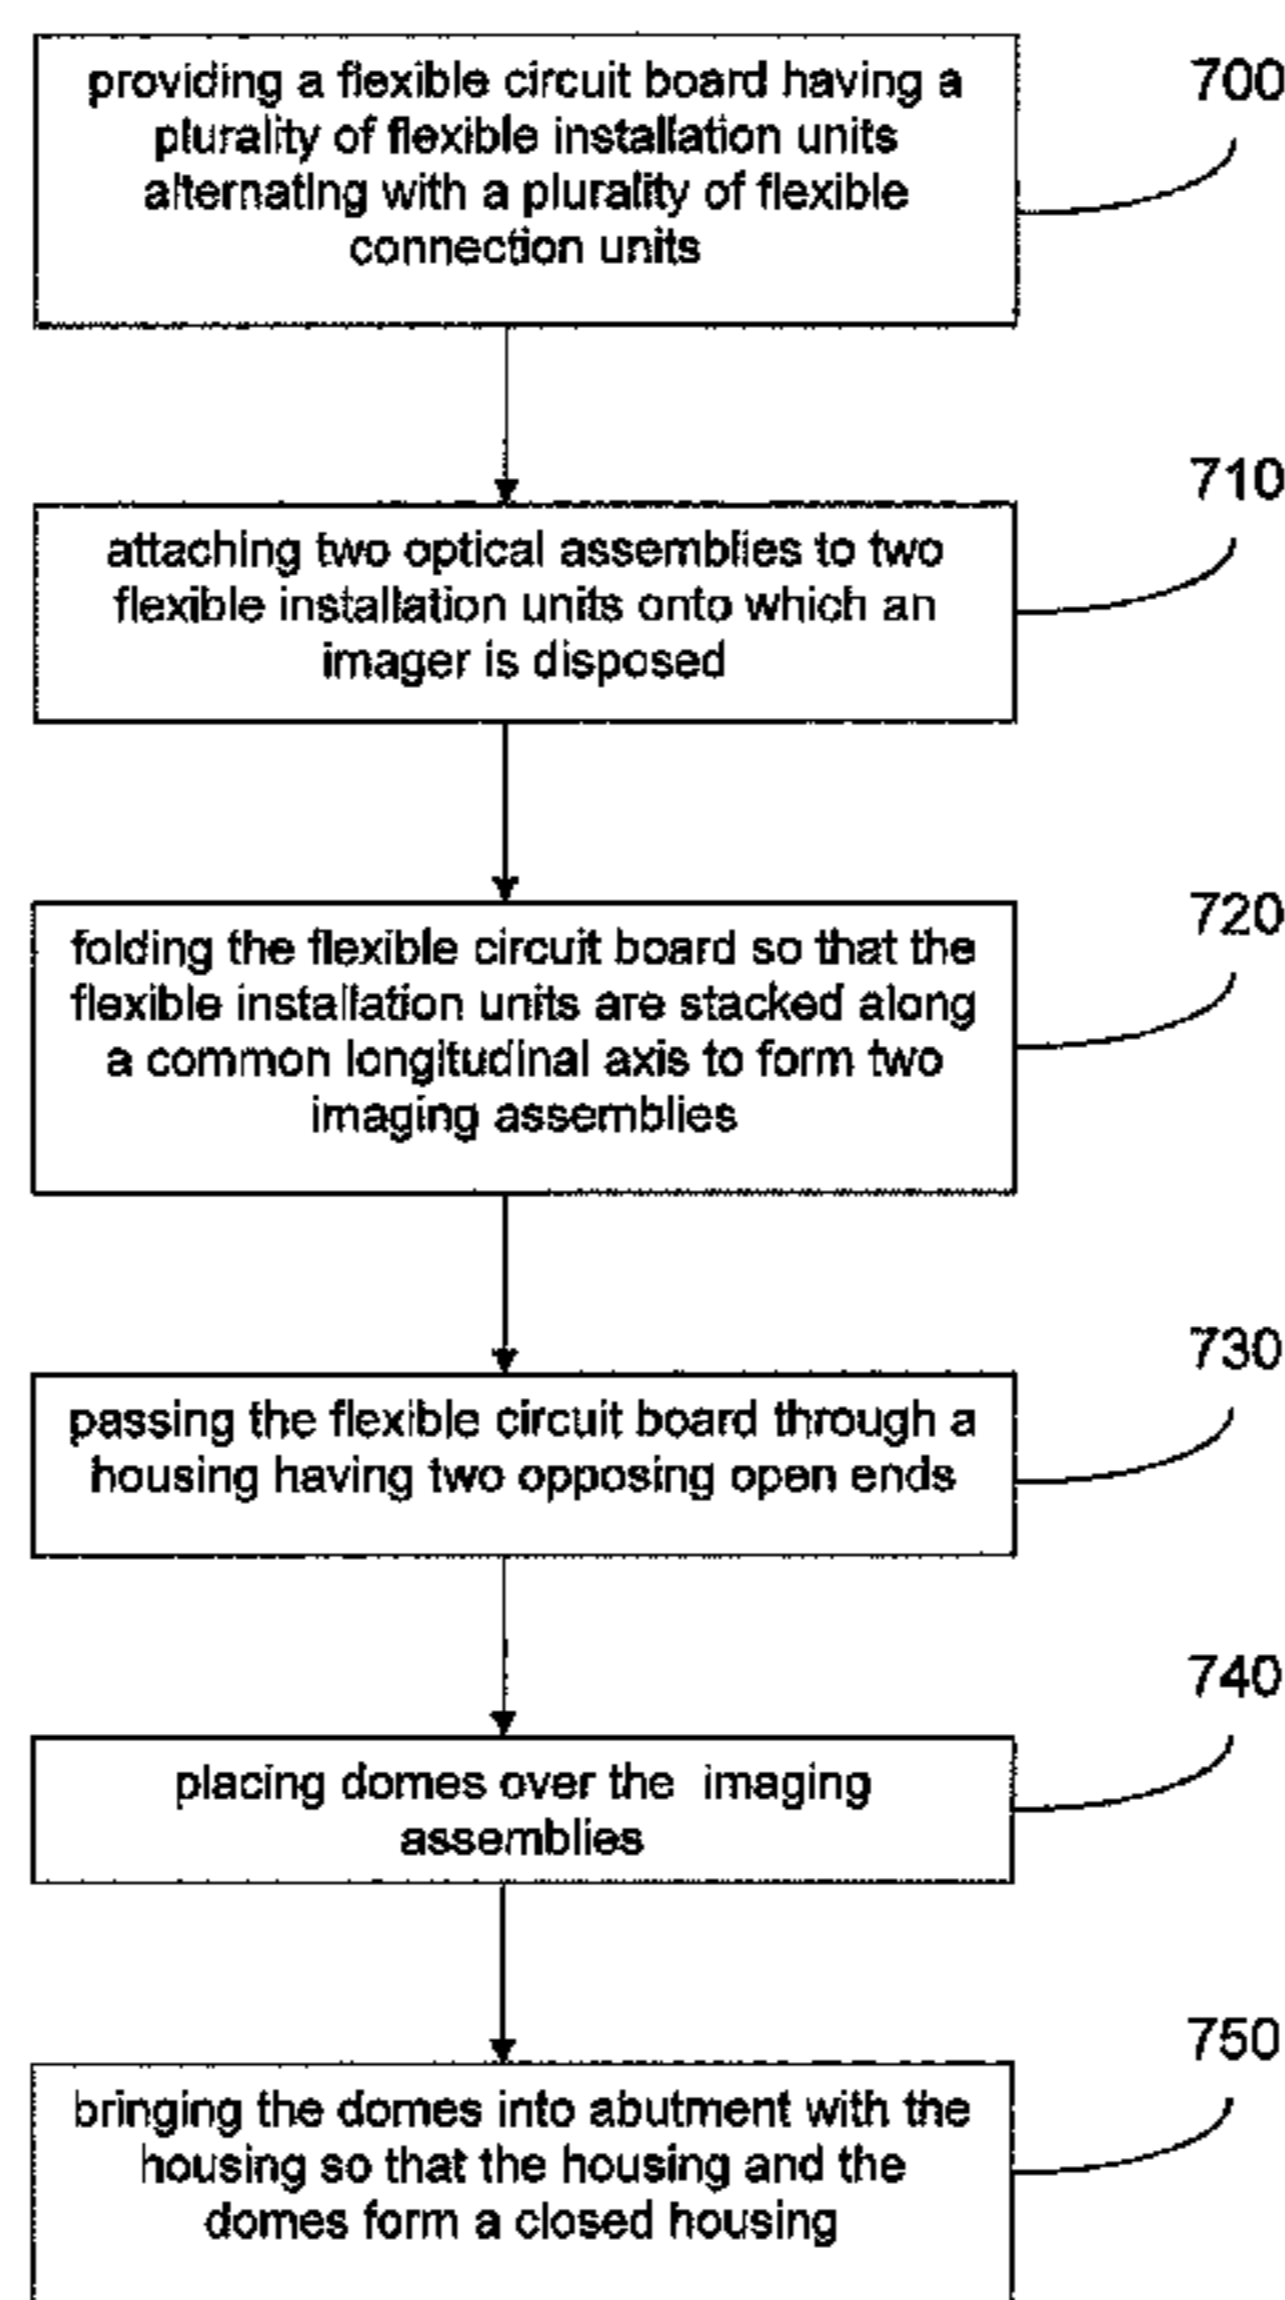 providing a flexible circuit board having a
plurality of flexible installation units
alternating with a plurality of flexible
connection units
700
attaching two optical assemblies to two
flexible installation units onto which an
imager is disposed
710
folding the flexible circuit board so that the
flexible installation units are stacked along
a common longitudinal axis to form two
imaging assemblies
720
passing the flexible circuit board through a
housing having two opposing open ends
730
placing domes over the imaging
assemblies
740
bringing the domes into abutment with the
housing so that the housing and the
domes form a closed housing
750